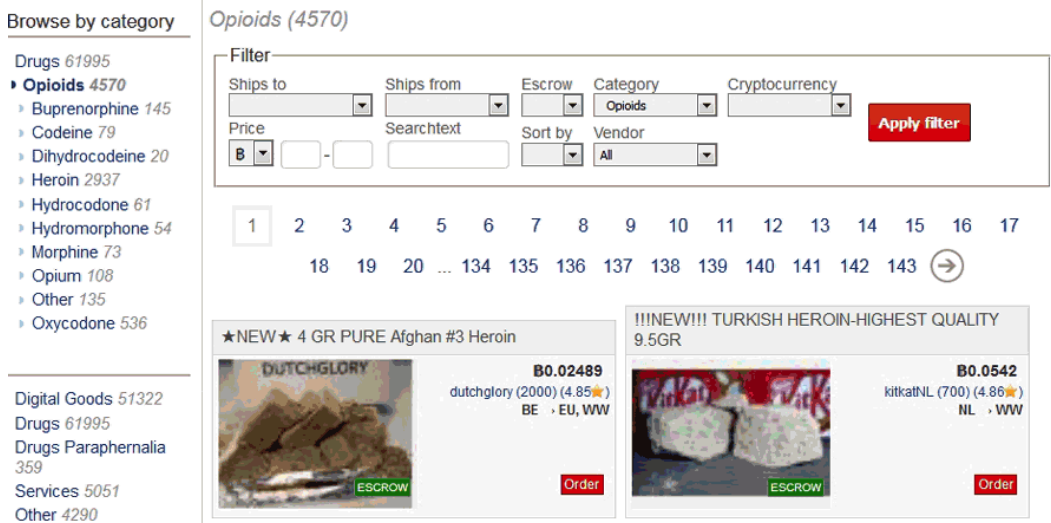 Browse by category
Drugs 61995
Opioids 4570
Buprenorphine 145
Codeine 79
Dihydrocodeine 20
Heroin 2937
Hydrocodone 61
Hydromorphone 54
Morphine 73
Opium 108
Other 135
Oxycodone 536
Digital Goods 51322
Drugs 61995
Drugs Paraphernalia
359
Services 5051
Other 4290
Opioids (4570)
Filter
Ships to Ships from Escrow Category Cryptocurrency
Opioids
Apply filter
Price Searchtext Sort by Vendor
B - All
1 2 3 4 5 6 7 8 9 10 11 12 13 14 15 16 17
18 19 20 ... 134 135 136 137 138 139 140 141 142 143
★NEW★ 4 GR PURE Afghan #3 Heroin
DUTCHGLORY
B0.02489
dutchglory (2000) (4.85★)
BE › EU, WW
ESCROW
Order
!!!NEW!!! TURKISH HEROIN-HIGHEST QUALITY
9.5GR
KitKat
B0.0542
kitkatNL (700) (4.86★)
NL › WW
ESCROW
Order